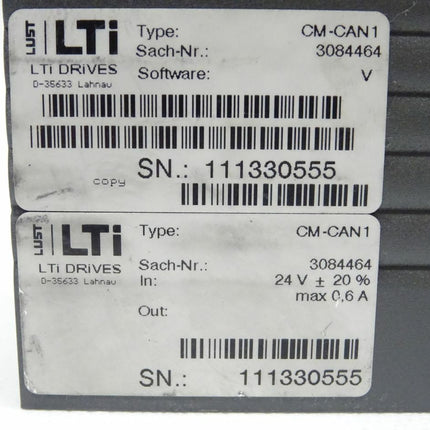 LUST LTi Type: CM-CAN1
Sach-Nr.: 3084464
LTi DRiVES Software: V
D-35633 Lahnau
SN.: 111330555
copy
LUST LTi Type: CM-CAN1
LTi DRIVES Sach-Nr.: 3084464
D-35633 Lahnau In: 24 V ± 20 %
max 0,6 A
Out:
SN.: 111330555